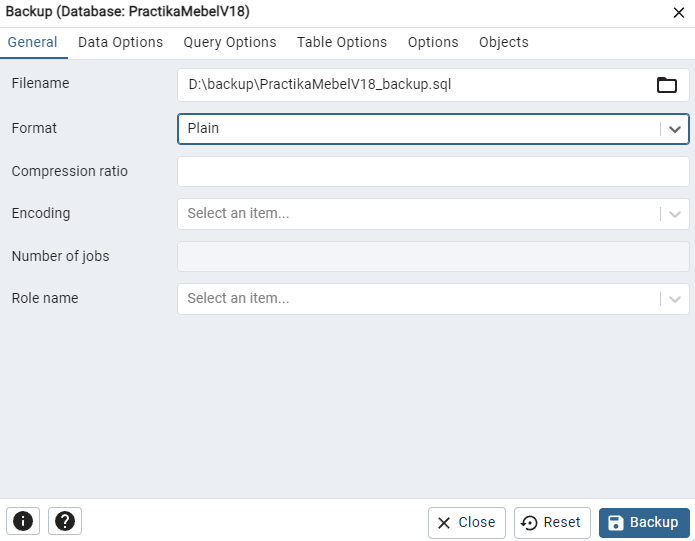 Backup (Database: PractikaMebelV18)
General Data Options Query Options Table Options Options Objects
Filename D:\backup\PractikaMebelV18_backup.sql
Format Plain
Compression ratio
Encoding Select an item...
Number of jobs
Role name Select an item...
Close Reset Backup